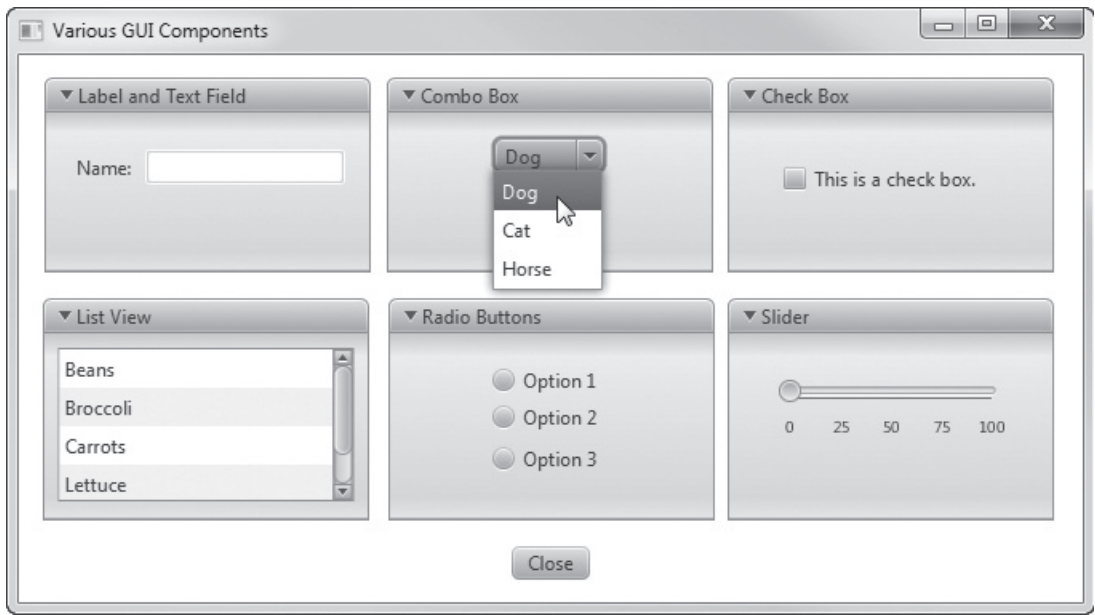 Various GUI Components
Label and Text Field
Name:
Combo Box
Dog
Dog
Cat
Horse
Check Box
This is a check box.
List View
Beans
Broccoli
Carrots
Lettuce
Radio Buttons
Option 1
Option 2
Option 3
Slider
0 25 50 75 100
Close